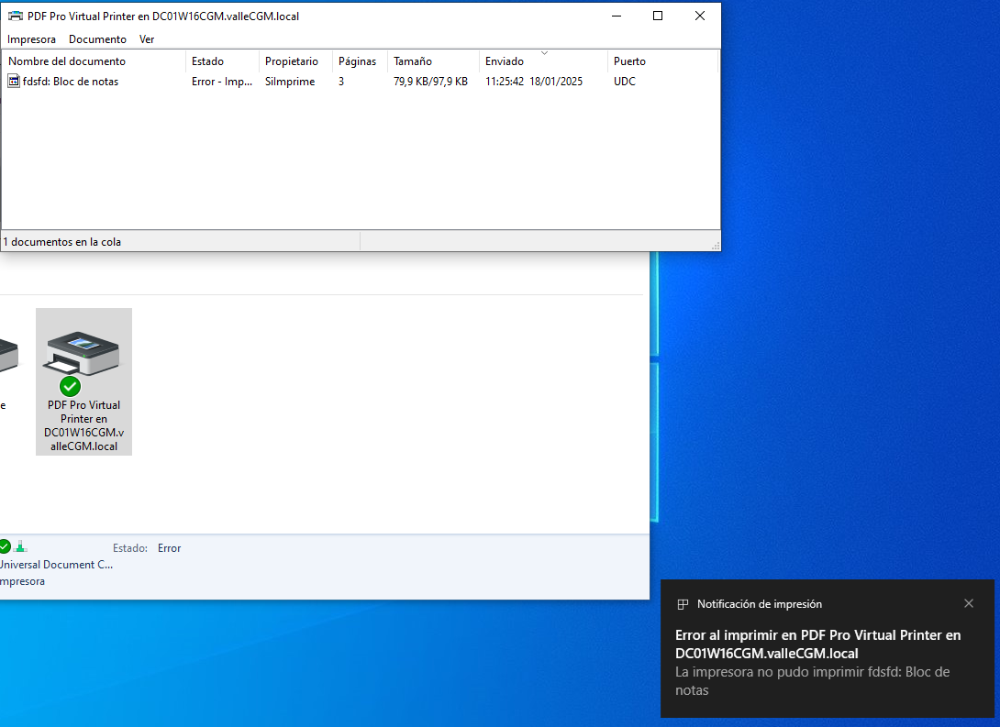 PDF Pro Virtual Printer en DC01W16CGM.valleCGM.local
Impresora Documento Ver
Nombre del documento Estado Propietario Páginas Tamaño Enviado Puerto
fdsfd: Bloc de notas Error - Imp... SiImprime 3 79,9 KB/97,9 KB 11:25:42 18/01/2025 UDC
1 documentos en la cola
e
PDF Pro Virtual
Printer en
DC01W16CGM.v
alleCGM.local
Estado: Error
Universal Document C...
mpresora
Notificación de impresión
Error al imprimir en PDF Pro Virtual Printer en
DC01W16CGM.valleCGM.local
La impresora no pudo imprimir fdsfd: Bloc de
notas